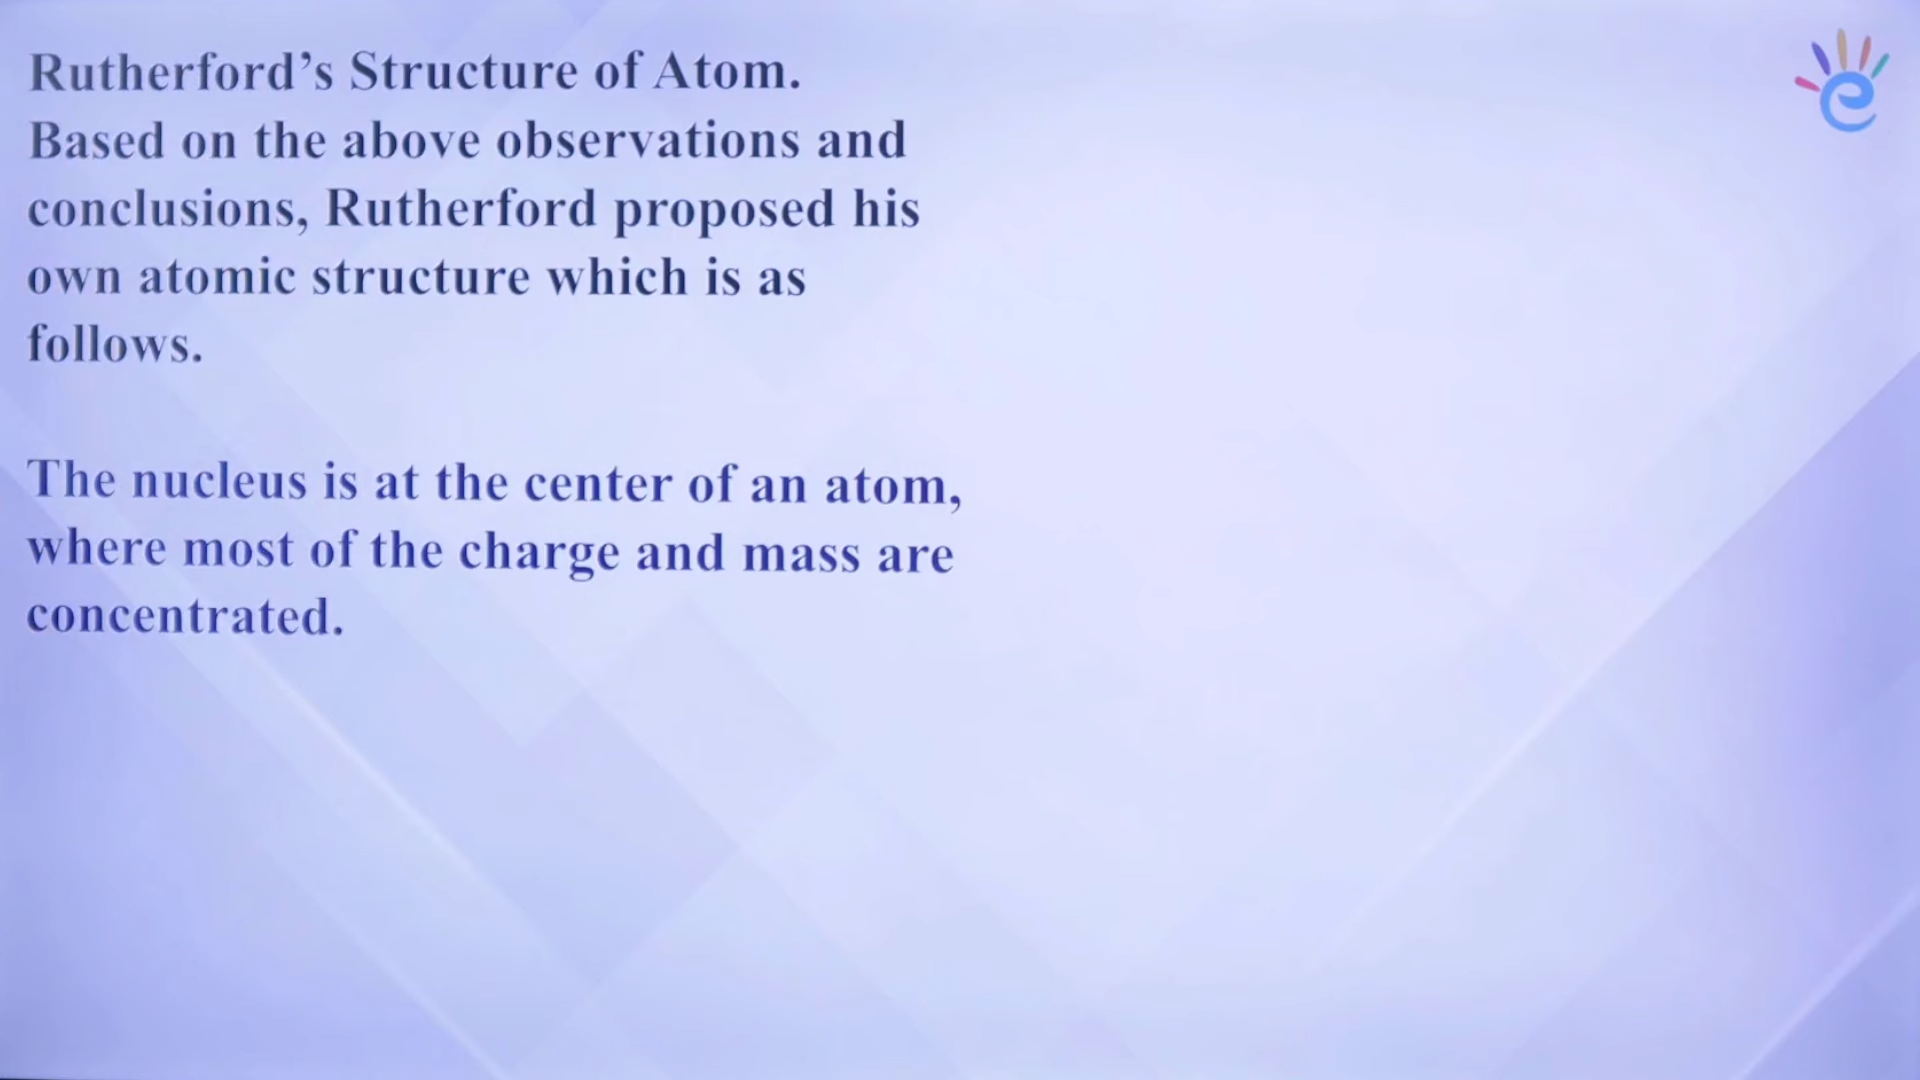 Rutherford’s Structure of Atom.
Based on the above observations and
conclusions, Rutherford proposed his
own atomic structure which is as
follows.
The nucleus is at the center of an atom,
where most of the charge and mass are
concentrated.